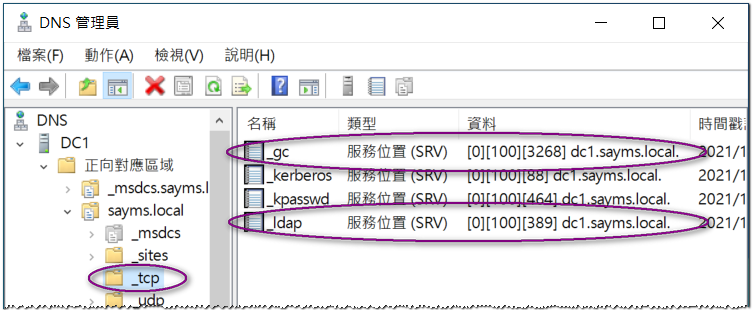 DNS 管理員
檔案(F) 動作(A) 檢視(V) 說明(H)
DNS
DC1
正向對應區域
_msdcs.sayms.l
sayms.local
_msdcs
_sites
_tcp
_udp
名稱 類型 資料 時間戳記
_gc 服務位置 (SRV) [0][100][3268] dc1.sayms.local. 2021/1
_kerberos 服務位置 (SRV) [0][100][88] dc1.sayms.local. 2021/1
_kpasswd 服務位置 (SRV) [0][100][464] dc1.sayms.local. 2021/1
_ldap 服務位置 (SRV) [0][100][389] dc1.sayms.local. 2021/1